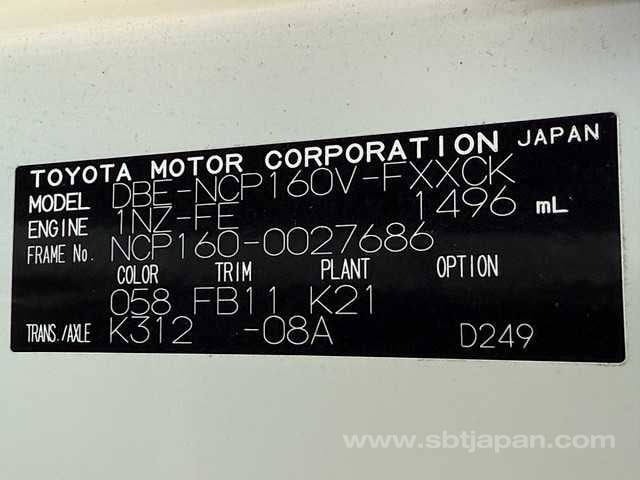 TOYOTA MOTOR CORPORATION JAPAN
MODEL DBE-NCP160V-FXXCK
ENGINE 1NZ-FE 1496 mL
FRAME No. NCP160-0027686
COLOR TRIM PLANT OPTION
058 FB11 K21
TRANS./AXLE K312 -08A D249
www.sbtjapan.com